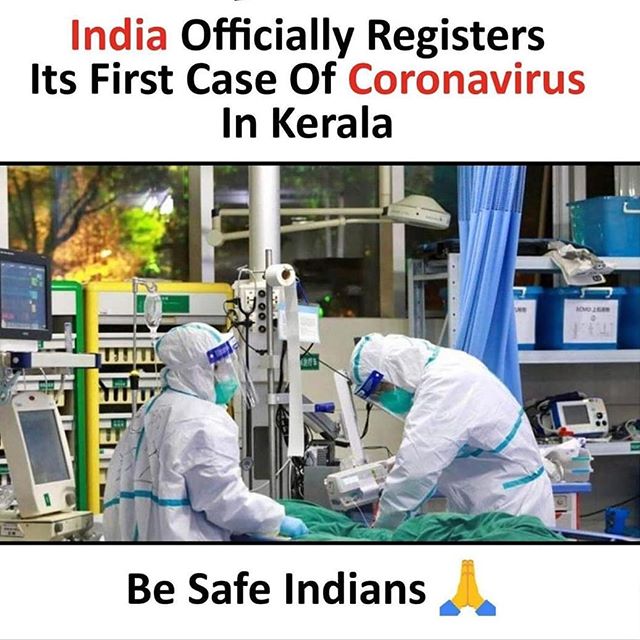 India Officially Registers
Its First Case Of Coronavirus
In Kerala
Be Safe Indians 🙏